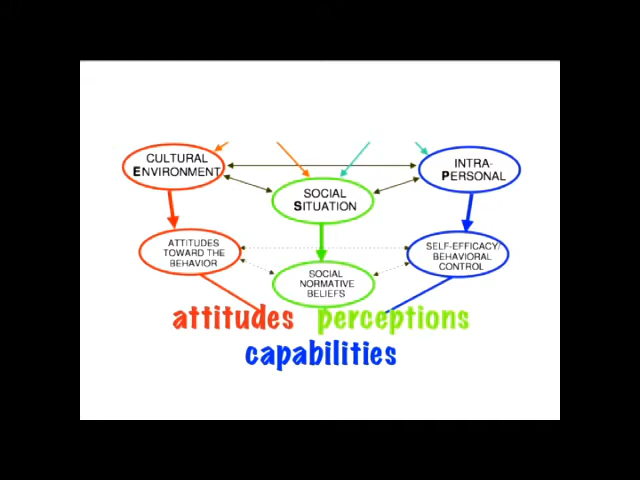 CULTURAL
ENVIRONMENT
SOCIAL
SITUATION
INTRA-
PERSONAL
ATTITUDES
TOWARD THE
BEHAVIOR
SOCIAL
NORMATIVE
BELIEFS
SELF-EFFICACY/
BEHAVIORAL
CONTROL
attitudes perceptions
capabilities